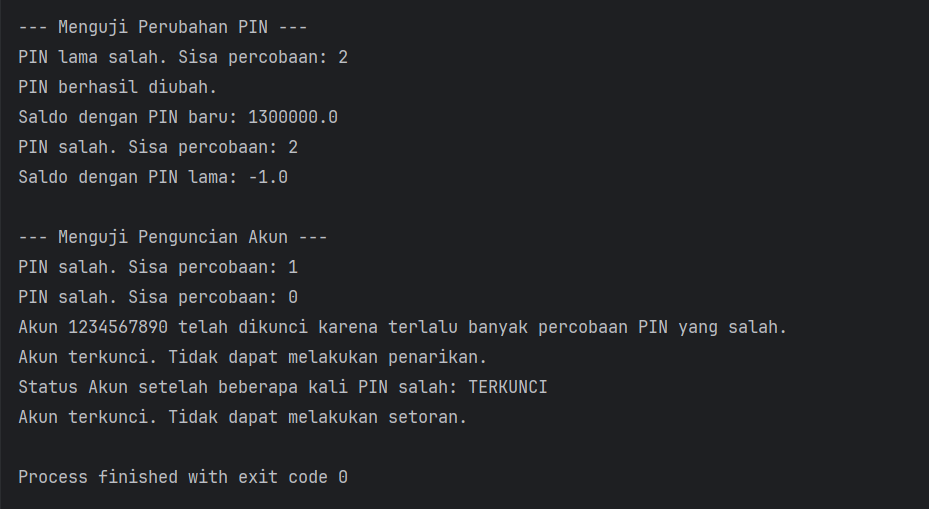 --- Menguji Perubahan PIN ---
PIN lama salah. Sisa percobaan: 2
PIN berhasil diubah.
Saldo dengan PIN baru: 1300000.0
PIN salah. Sisa percobaan: 2
Saldo dengan PIN lama: -1.0
--- Menguji Penguncian Akun ---
PIN salah. Sisa percobaan: 1
PIN salah. Sisa percobaan: 0
Akun 1234567890 telah dikunci karena terlalu banyak percobaan PIN yang salah.
Akun terkunci. Tidak dapat melakukan penarikan.
Status Akun setelah beberapa kali PIN salah: TERKUNCI
Akun terkunci. Tidak dapat melakukan setoran.
Process finished with exit code 0